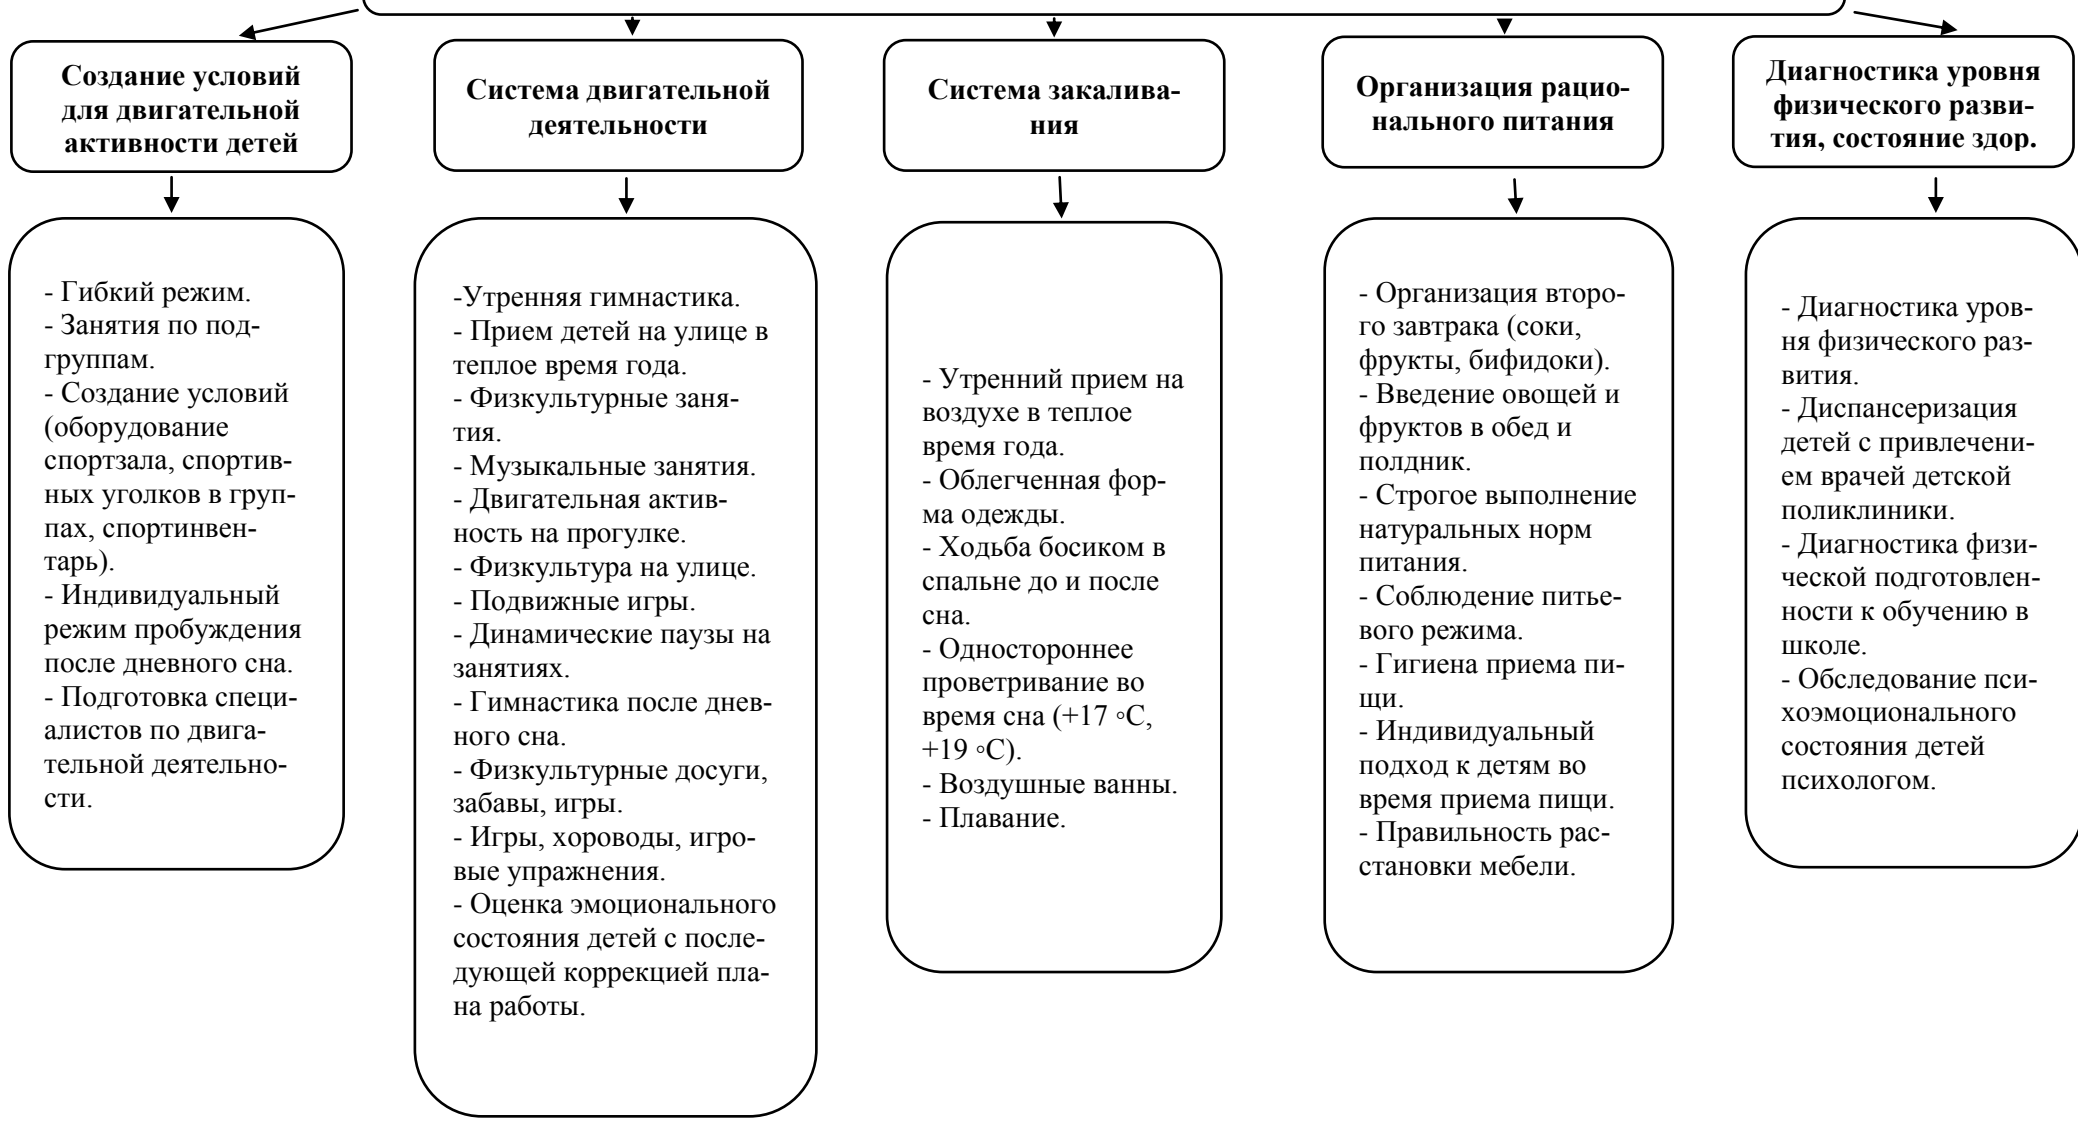 Создание условий
для двигательной
активности детей
Система двигательной
деятельности
Система закалива-
ния
Организация рацио-
нального питания
Диагностика уровня
физического разви-
тия, состояние здор.
- Гибкий режим.
- Занятия по под-
группам.
- Создание условий
(оборудование
спортзала, спортив-
ных уголков в груп-
пах, спортинвен-
тарь).
- Индивидуальный
режим пробуждения
после дневного сна.
- Подготовка специ-
алистов по двига-
тельной деятельно-
сти.
-Утренняя гимнастика.
- Прием детей на улице в
теплое время года.
- Физкультурные заня-
тия.
- Музыкальные занятия.
- Двигательная актив-
ность на прогулке.
- Физкультура на улице.
- Подвижные игры.
- Динамические паузы на
занятиях.
- Гимнастика после днев-
ного сна.
- Физкультурные досуги,
забавы, игры.
- Игры, хороводы, игро-
вые упражнения.
- Оценка эмоционального
состояния детей с после-
дующей коррекцией пла-
на работы.
- Утренний прием на
воздухе в теплое
время года.
- Облегченная фор-
ма одежды.
- Ходьба босиком в
спальне до и после
сна.
- Одностороннее
проветривание во
время сна (+17 ◦С,
+19 ◦С).
- Воздушные ванны.
- Плавание.
- Организация второ-
го завтрака (соки,
фрукты, бифидоки).
- Введение овощей и
фруктов в обед и
полдник.
- Строгое выполнение
натуральных норм
питания.
- Соблюдение питье-
вого режима.
- Гигиена приема пи-
щи.
- Индивидуальный
подход к детям во
время приема пищи.
- Правильность рас-
становки мебели.
- Диагностика уров-
ня физического раз-
вития.
- Диспансеризация
детей с привлечени-
ем врачей детской
поликлиники.
- Диагностика физи-
ческой подготовлен-
ности к обучению в
школе.
- Обследование пси-
хоэмоционального
состояния детей
психологом.